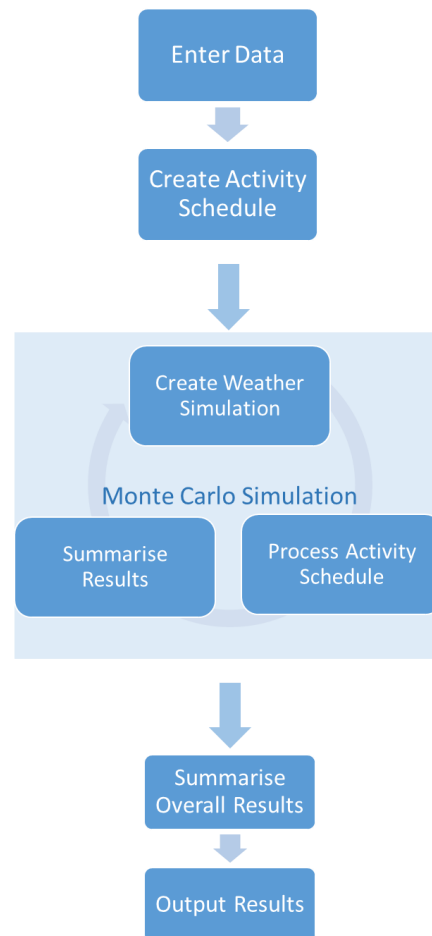 Enter Data
Create Activity
Schedule
Create Weather
Simulation
Monte Carlo Simulation
Summarise
Results
Process Activity
Schedule
Summarise
Overall Results
Output Results